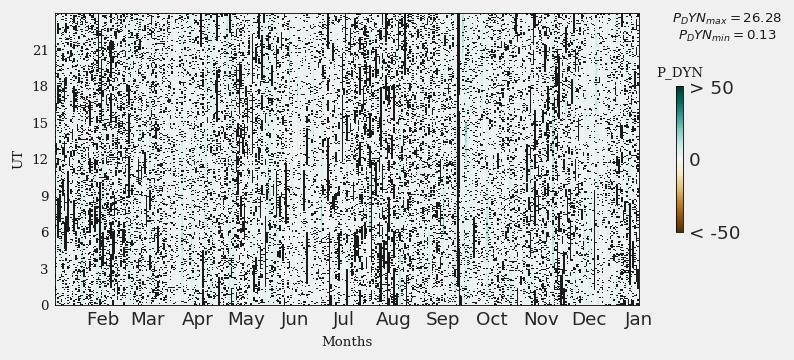 P_DYN_max = 26.28
P_DYN_min = 0.13
P_DYN
> 50
0
< -50
UT
21
18
15
12
9
6
3
0
Feb Mar Apr May Jun Jul Aug Sep Oct Nov Dec Jan
Months